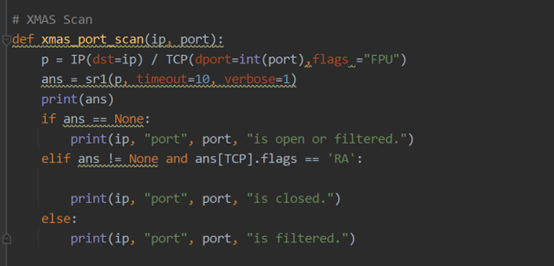 # XMAS Scan
def xmas_port_scan(ip, port):
    p = IP(dst=ip) / TCP(dport=int(port),flags ="FPU")
    ans = sr1(p, timeout=10, verbose=1)
    print(ans)
    if ans == None:
        print(ip, "port", port, "is open or filtered.")
    elif ans != None and ans[TCP].flags == 'RA':
        print(ip, "port", port, "is closed.")
    else:
        print(ip, "port", port, "is filtered.")